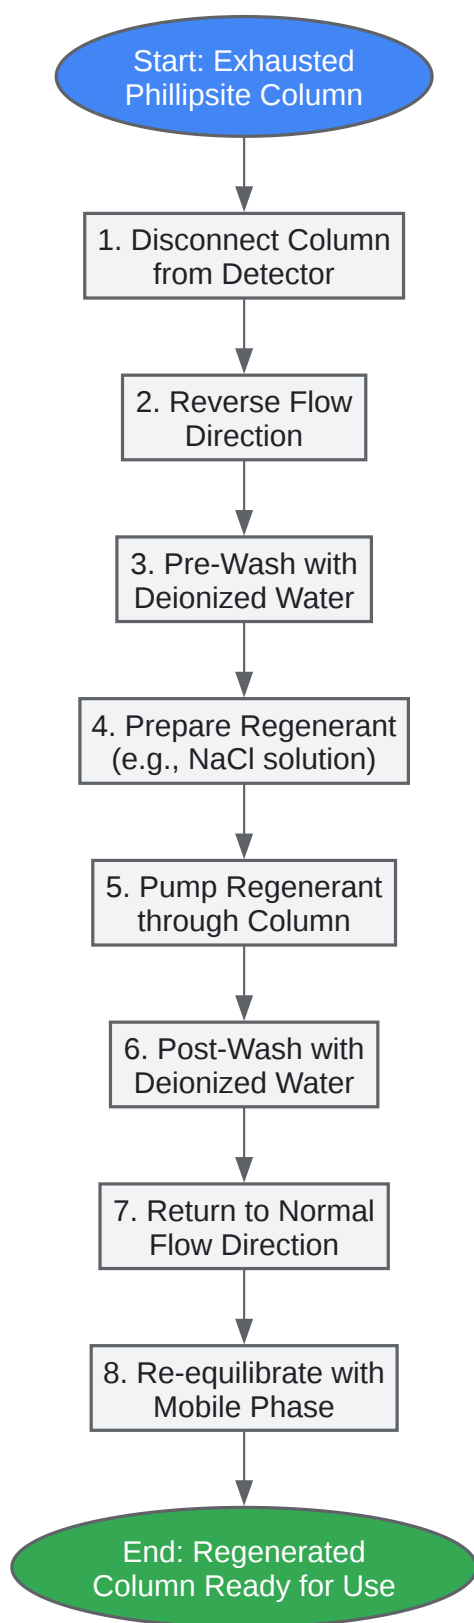 Start: Exhausted
Phillipsite Column
1. Disconnect Column
from Detector
2. Reverse Flow
Direction
3. Pre-Wash with
Deionized Water
4. Prepare Regenerant
(e.g., NaCl solution)
5. Pump Regenerant
through Column
6. Post-Wash with
Deionized Water
7. Return to Normal
Flow Direction
8. Re-equilibrate with
Mobile Phase
End: Regenerated
Column Ready for Use